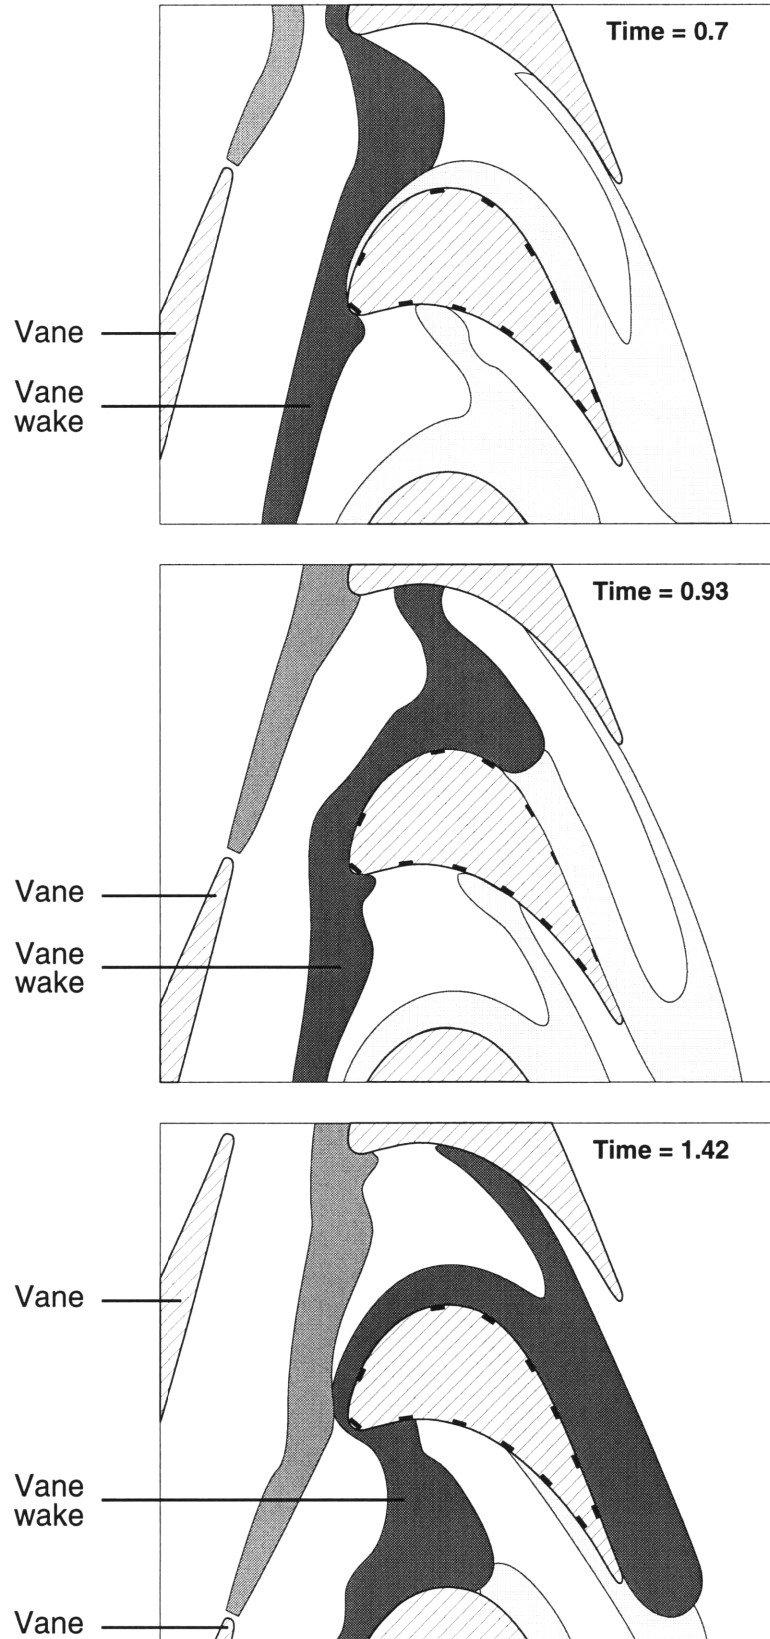 Time = 0.7
Vane
Vane
wake
Time = 0.93
Vane
Vane
wake
Time = 1.42
Vane
Vane
wake
Vane